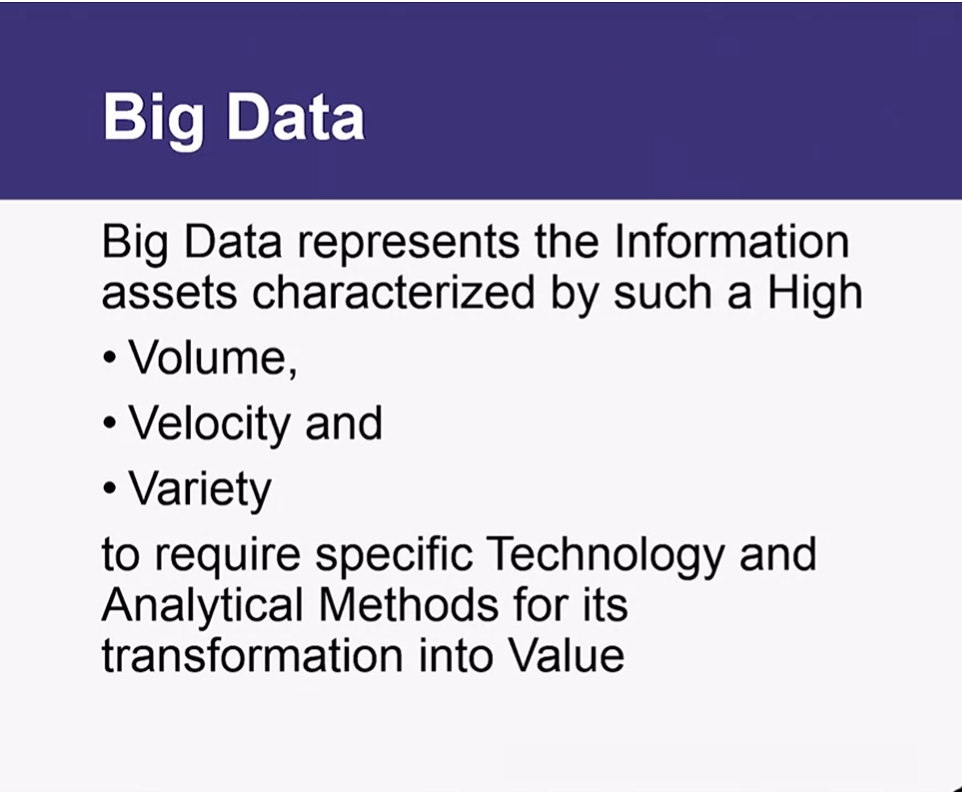 Big Data
Big Data represents the Information
assets characterized by such a High
• Volume,
• Velocity and
• Variety
to require specific Technology and
Analytical Methods for its
transformation into Value